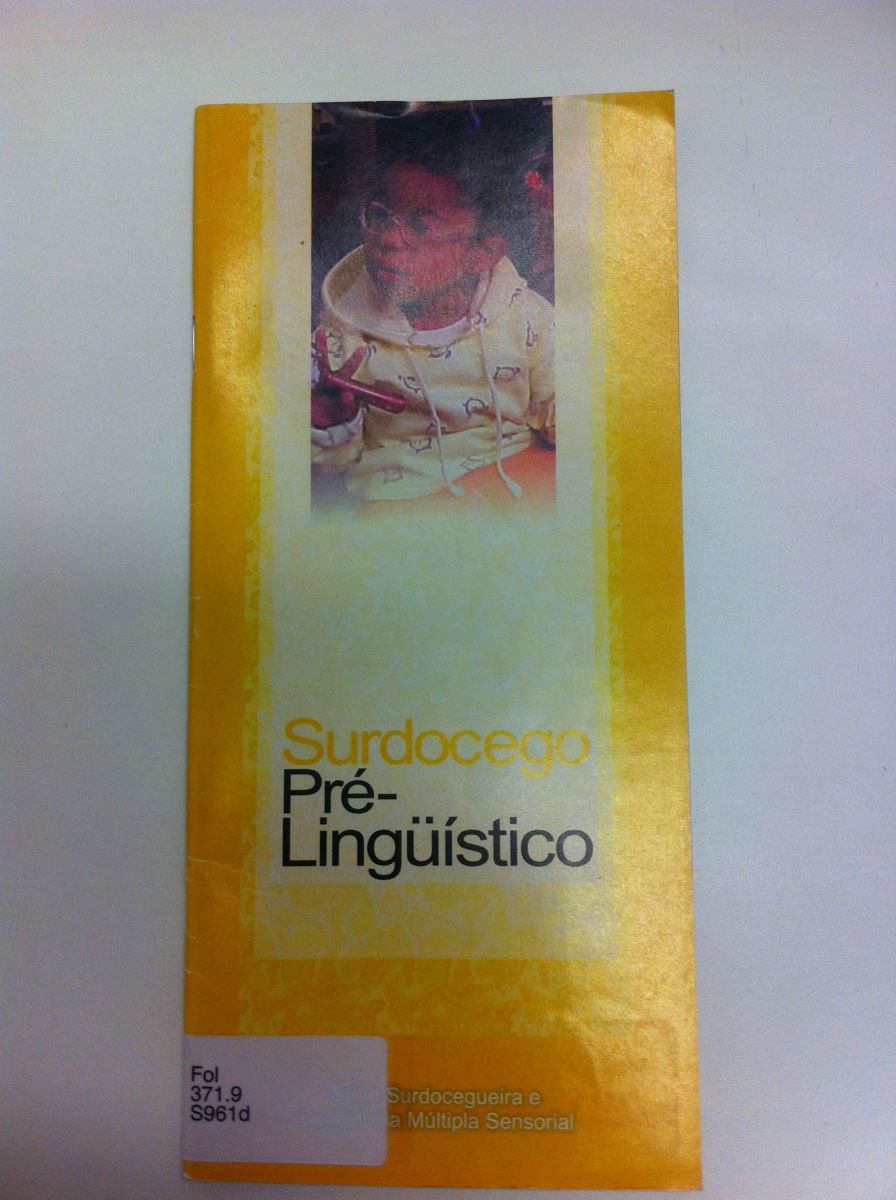 Surdocego
Pré-
Lingüístico
Fol
371.9
S961d
Surdocegueira e
Múltipla Sensorial